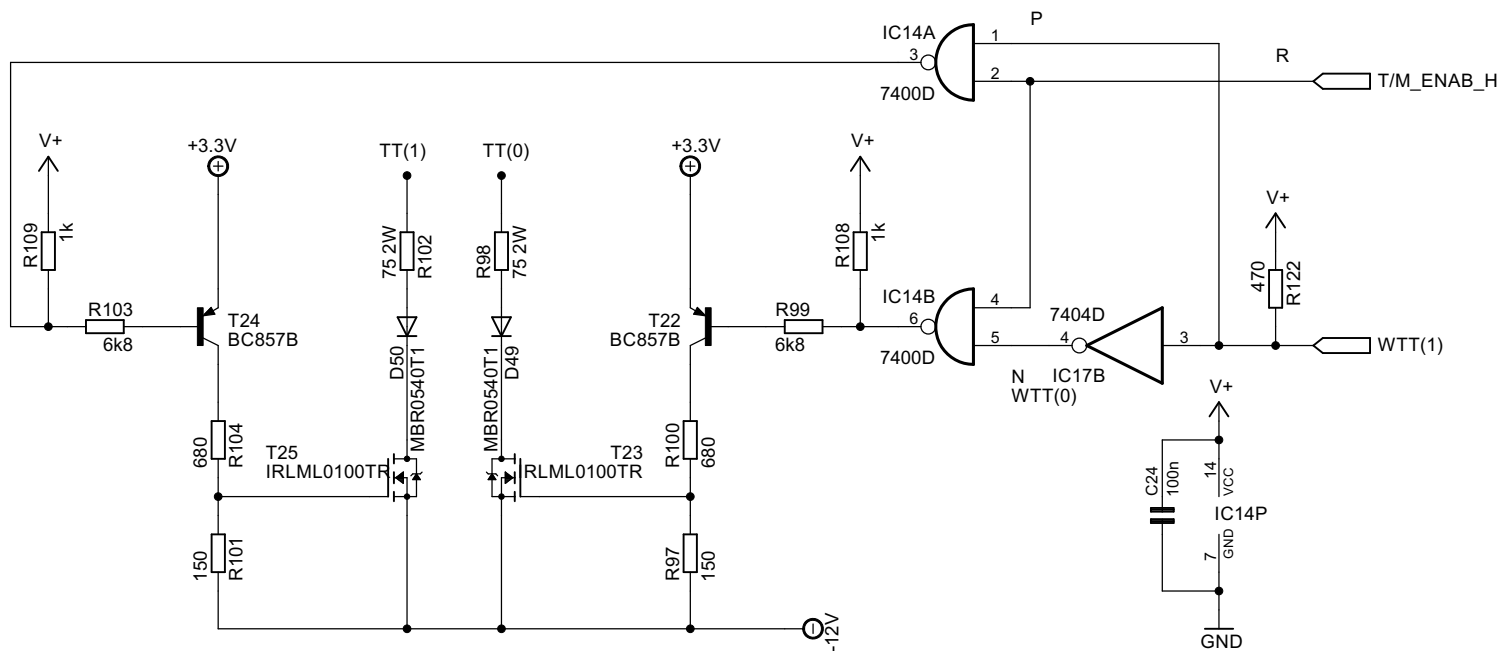 P
IC14A
1
3
R
2
T/M_ENAB_H
7400D
V+
+3.3V
TT(1)
TT(0)
+3.3V
V+
V+
R109
1k
75 2W
R102
R98
75 2W
R108
1k
470
R122
R103
6k8
T24
BC857B
T22
BC857B
R99
6k8
IC14B
4
6
5
7400D
7404D
4
3
IC17B
WTT(1)
N
WTT(0)
D50
MBR0540T1
MBR0540T1
D49
V+
680
R104
T25
IRLML0100TR
T23
IRLML0100TR
R100
680
C24
100n
14
VCC
IC14P
7
GND
150
R101
R97
150
-12V
GND